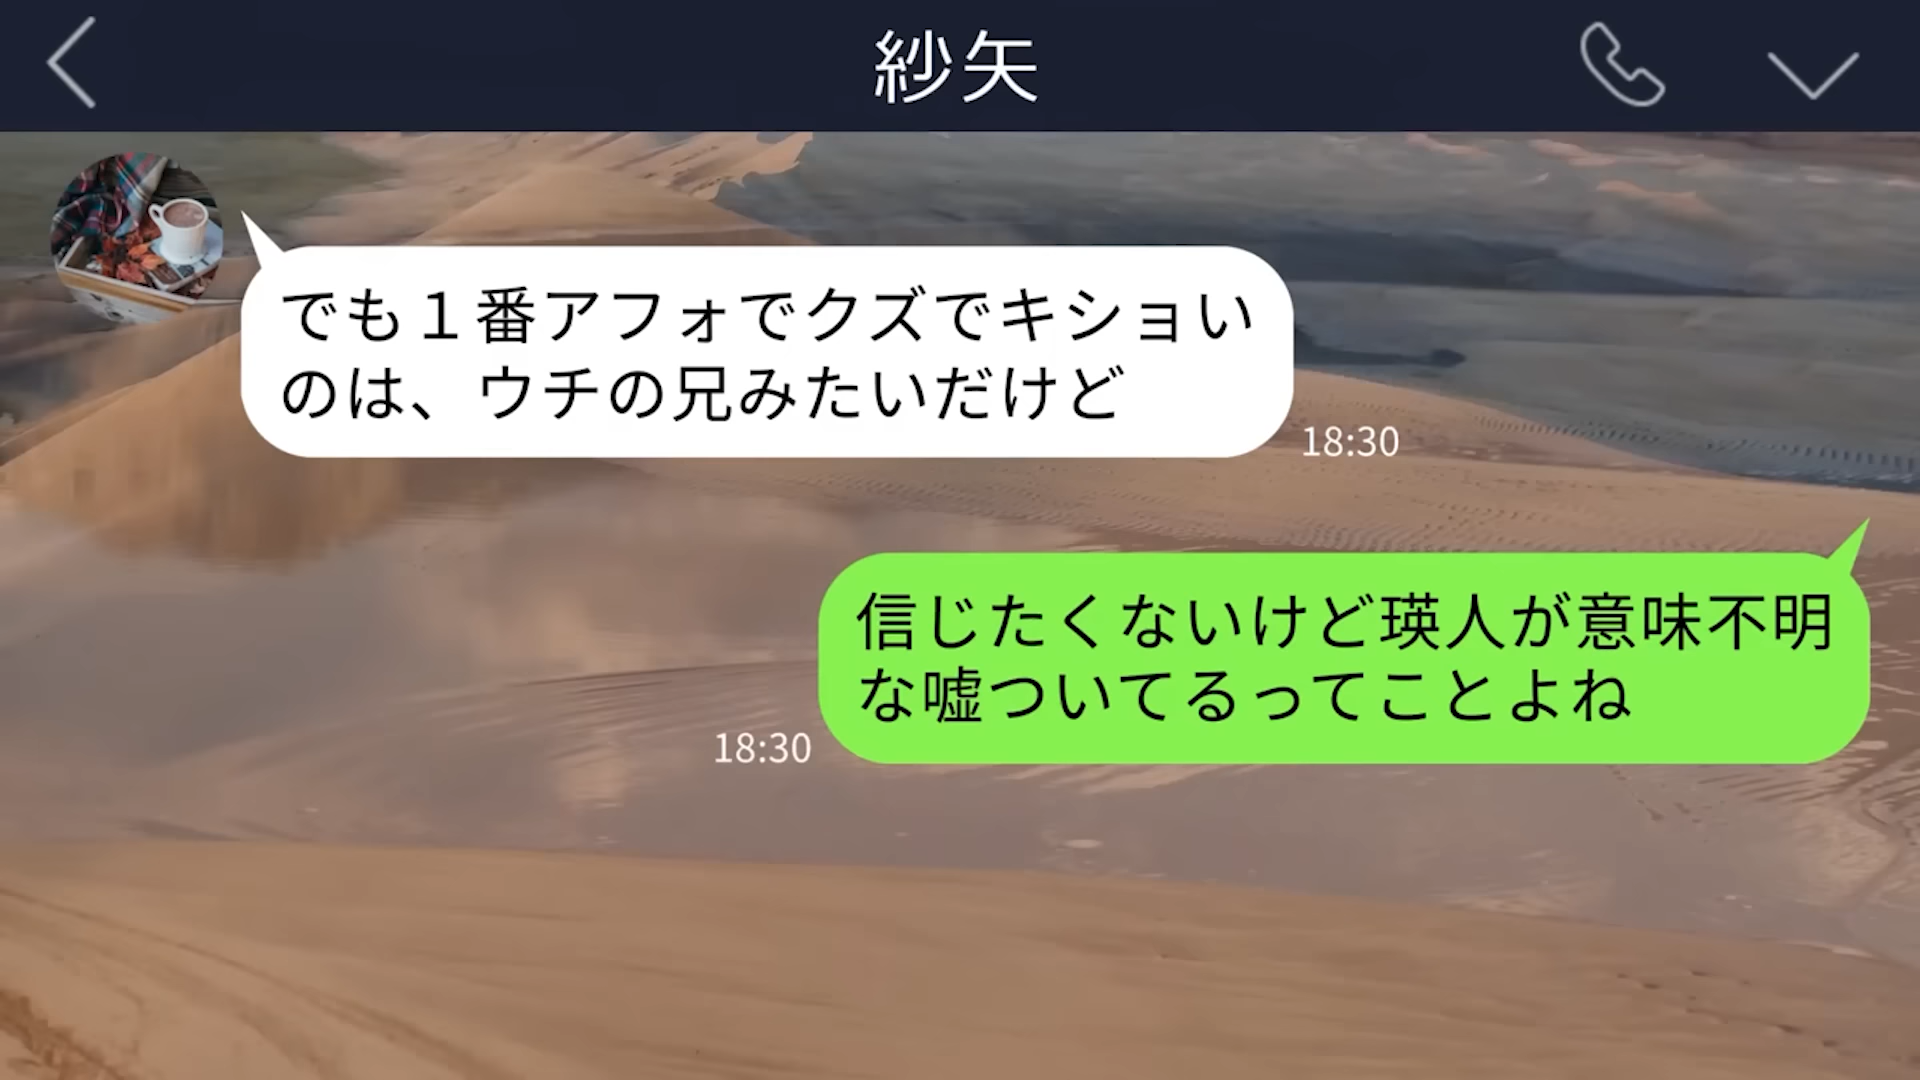 紗矢
でも１番アフォでクズでキショい
のは、ウチの兄みたいだけど
18:30
信じたくないけど瑛人が意味不明
な嘘ついてるってことよね
18:30